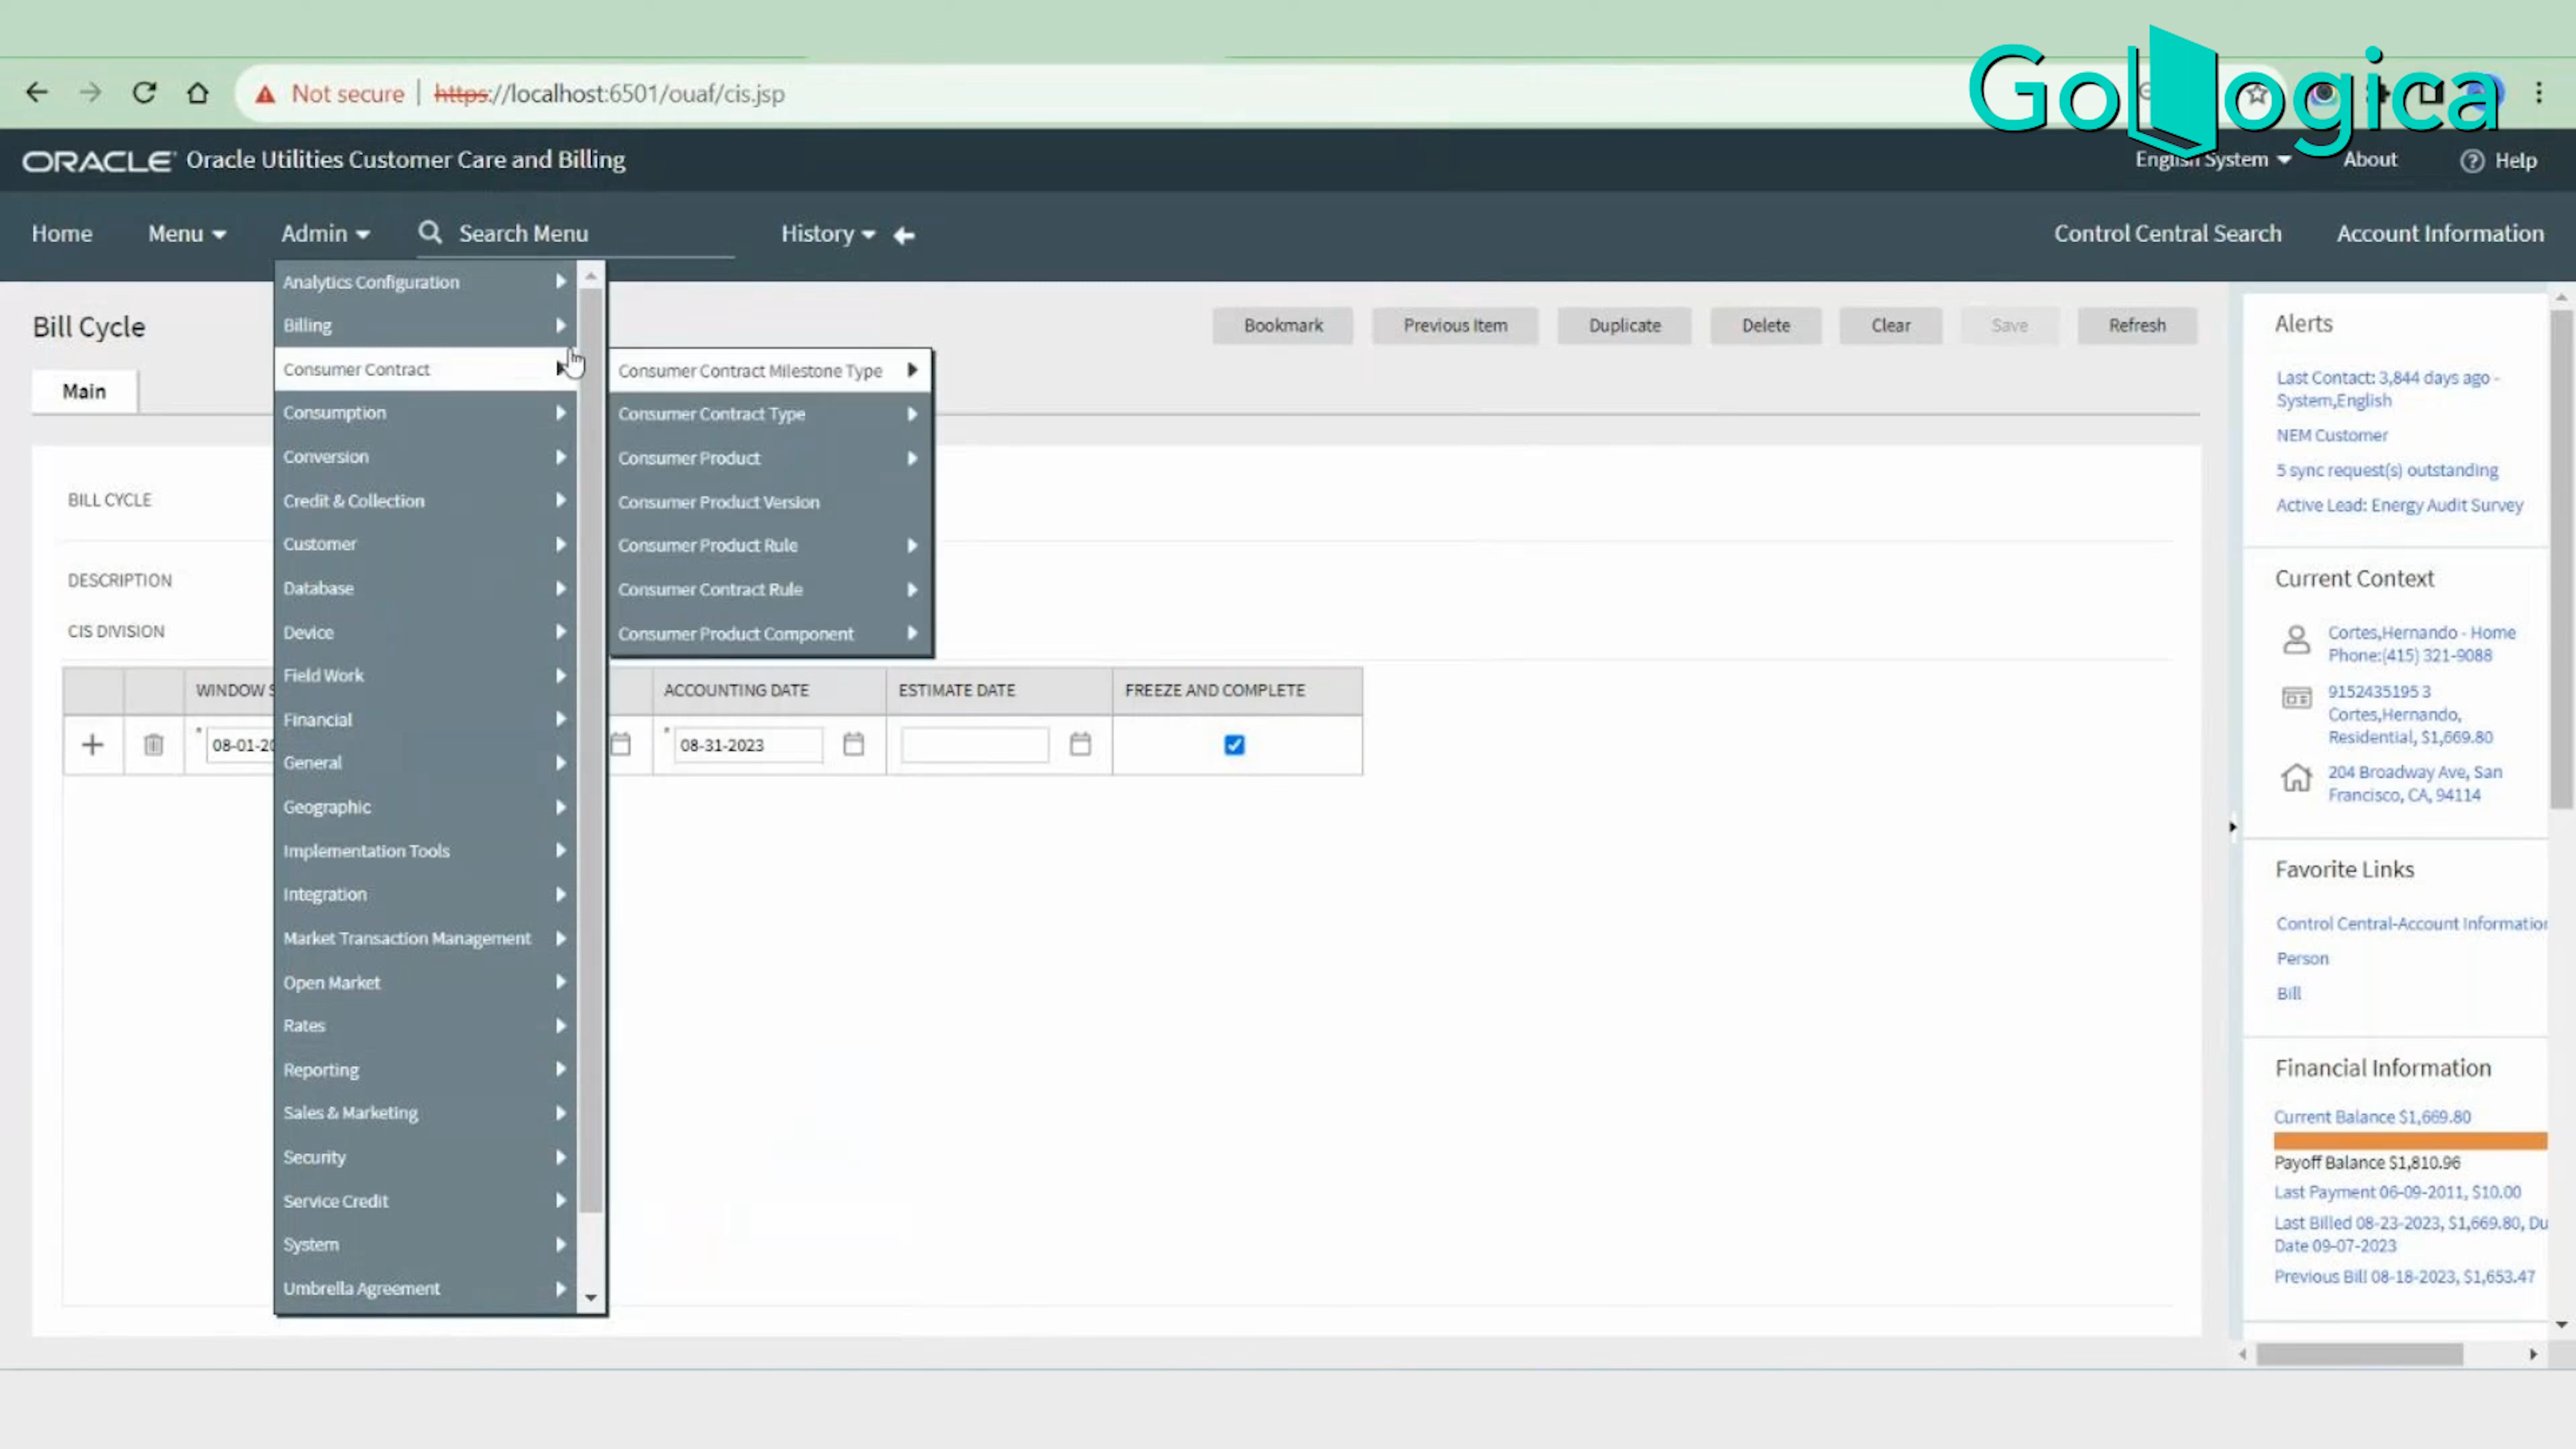 GoLogica
Not secure | https://localhost:6501/ouaf/cis.jsp
ORACLE Oracle Utilities Customer Care and Billing
English System
About
Help
Home
Menu
Admin
Search Menu
History
Control Central Search
Account Information
Bill Cycle
Bookmark
Previous Item
Duplicate
Delete
Clear
Save
Refresh
Main
Analytics Configuration
Billing
Consumer Contract
Consumption
Conversion
Credit & Collection
Customer
Database
Device
Field Work
Financial
General
Geographic
Implementation Tools
Integration
Market Transaction Management
Open Market
Rates
Reporting
Sales & Marketing
Security
Service Credit
System
Umbrella Agreement
Consumer Contract Milestone Type
Consumer Contract Type
Consumer Product
Consumer Product Version
Consumer Product Rule
Consumer Contract Rule
Consumer Product Component
BILL CYCLE
DESCRIPTION
CIS DIVISION
WINDOW S
ACCOUNTING DATE
ESTIMATE DATE
FREEZE AND COMPLETE
* 08-01-20
* 08-31-2023
Alerts
Last Contact: 3,844 days ago -
System,English
NEM Customer
5 sync request(s) outstanding
Active Lead: Energy Audit Survey
Current Context
Cortes,Hernando - Home
Phone:(415) 321-9088
9152435195 3
Cortes,Hernando,
Residential, $1,669.80
204 Broadway Ave, San
Francisco, CA, 94114
Favorite Links
Control Central-Account Information
Person
Bill
Financial Information
Current Balance $1,669.80
Payoff Balance $1,810.96
Last Payment 06-09-2011, $10.00
Last Billed 08-23-2023, $1,669.80, Du
Date 09-07-2023
Previous Bill 08-18-2023, $1,653.47